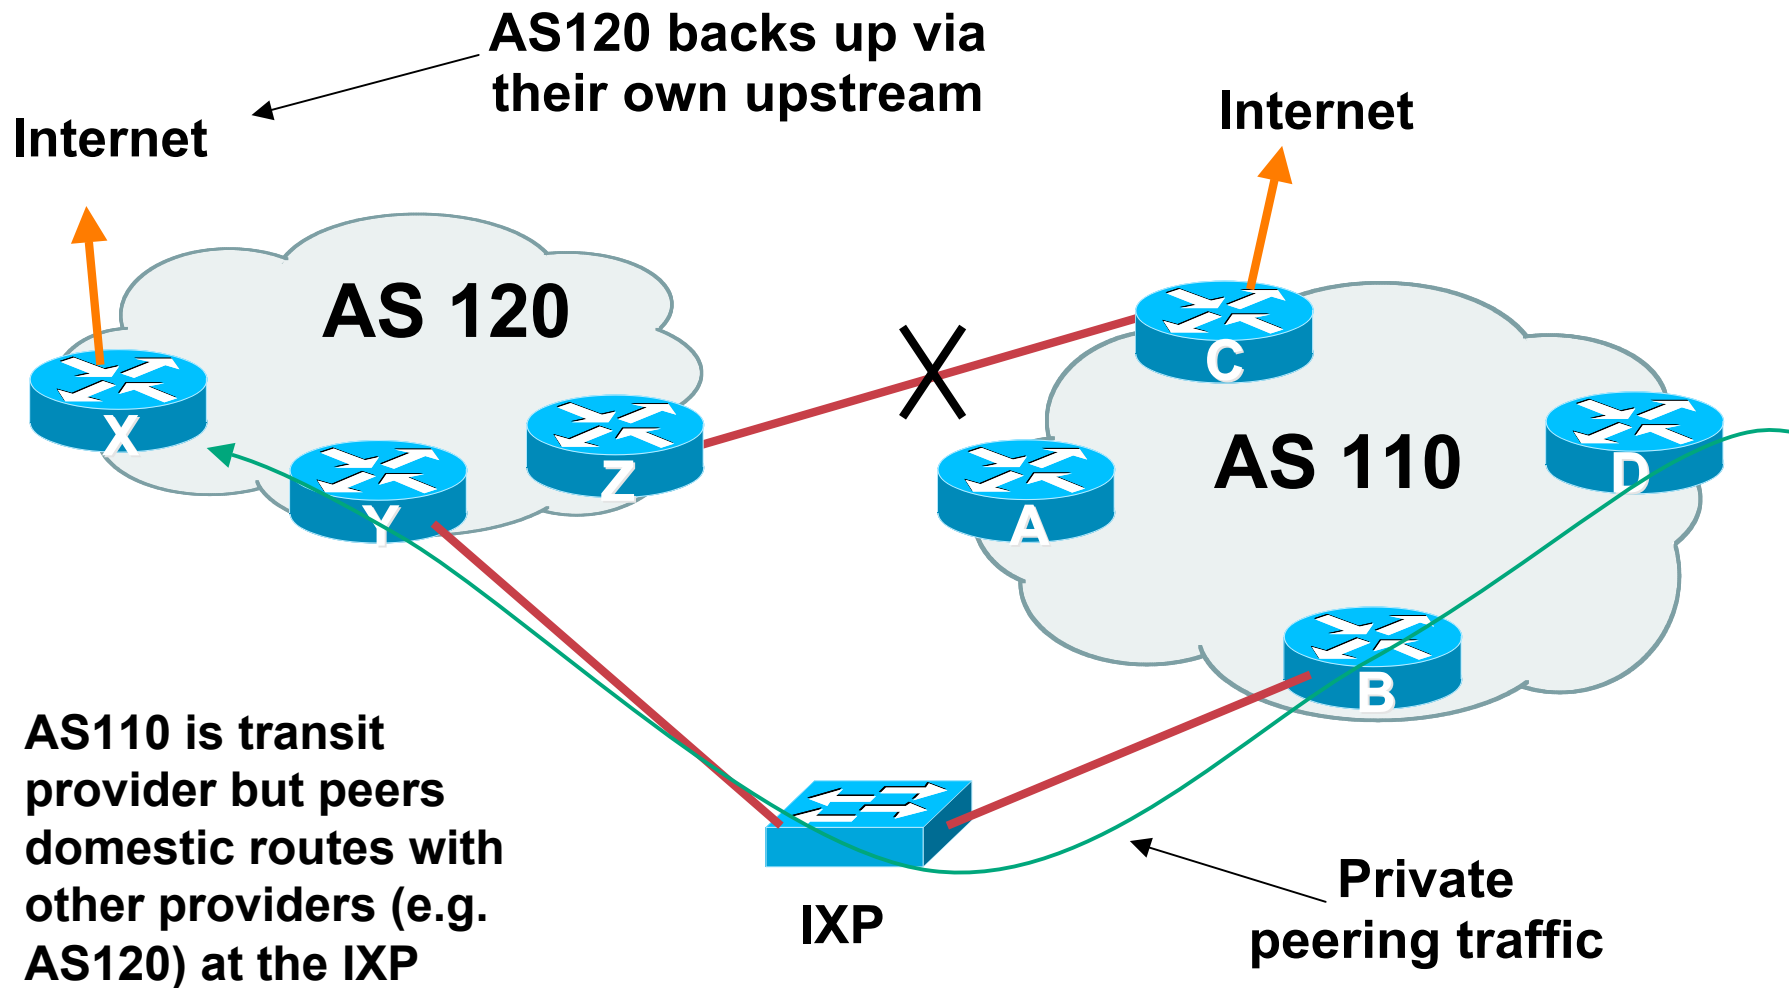 AS120 backs up via
their own upstream
Internet
Internet
AS 120
C
X
Z
Y
AS 110
A
D
B
AS110 is transit
provider but peers
domestic routes with
other providers (e.g.
AS120) at the IXP
IXP
Private
peering traffic